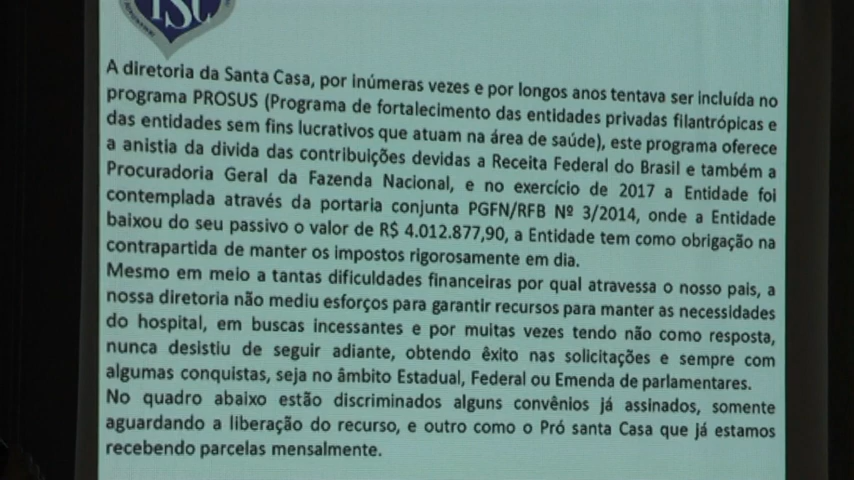 TSC
A diretoria da Santa Casa, por inúmeras vezes e por longos anos tentava ser incluída no
programa PROSUS (Programa de fortalecimento das entidades privadas filantrópicas e
das entidades sem fins lucrativos que atuam na área de saúde), este programa oferece
a anistia da divida das contribuições devidas a Receita Federal do Brasil e também a
Procuradoria Geral da Fazenda Nacional, e no exercício de 2017 a Entidade foi
contemplada através da portaria conjunta PGFN/RFB Nº 3/2014, onde a Entidade
baixou do seu passivo o valor de R$ 4.012.877,90, a Entidade tem como obrigação na
contrapartida de manter os impostos rigorosamente em dia.
Mesmo em meio a tantas dificuldades financeiras por qual atravessa o nosso pais, a
nossa diretoria não mediu esforços para garantir recursos para manter as necessidades
do hospital, em buscas incessantes e por muitas vezes tendo não como resposta,
nunca desistiu de seguir adiante, obtendo êxito nas solicitações e sempre com
algumas conquistas, seja no âmbito Estadual, Federal ou Emenda de parlamentares.
No quadro abaixo estão discriminados alguns convênios já assinados, somente
aguardando a liberação do recurso, e outro como o Pró santa Casa que já estamos
recebendo parcelas mensalmente.